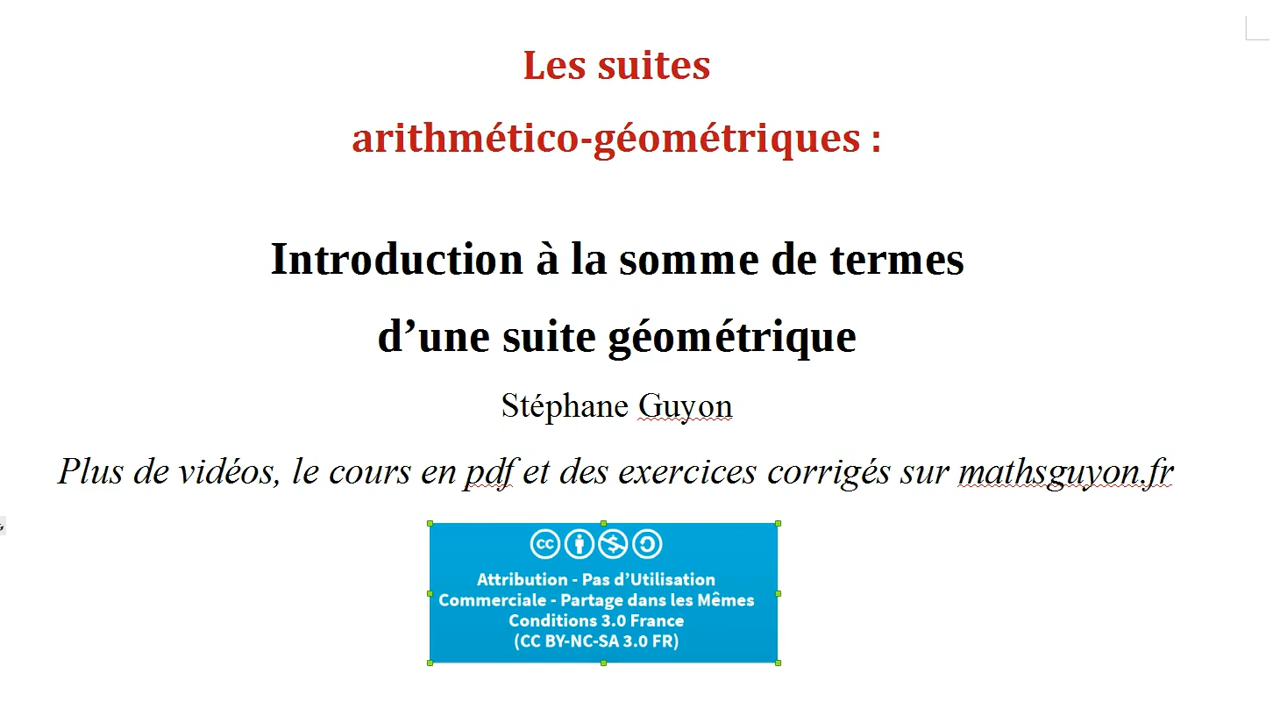 Les suites
arithmético-géométriques :
Introduction à la somme de termes
d’une suite géométrique
Stéphane Guyon
Plus de vidéos, le cours en pdf et des exercices corrigés sur mathsguyon.fr
Attribution - Pas d’Utilisation
Commerciale - Partage dans les Mêmes
Conditions 3.0 France
(CC BY-NC-SA 3.0 FR)